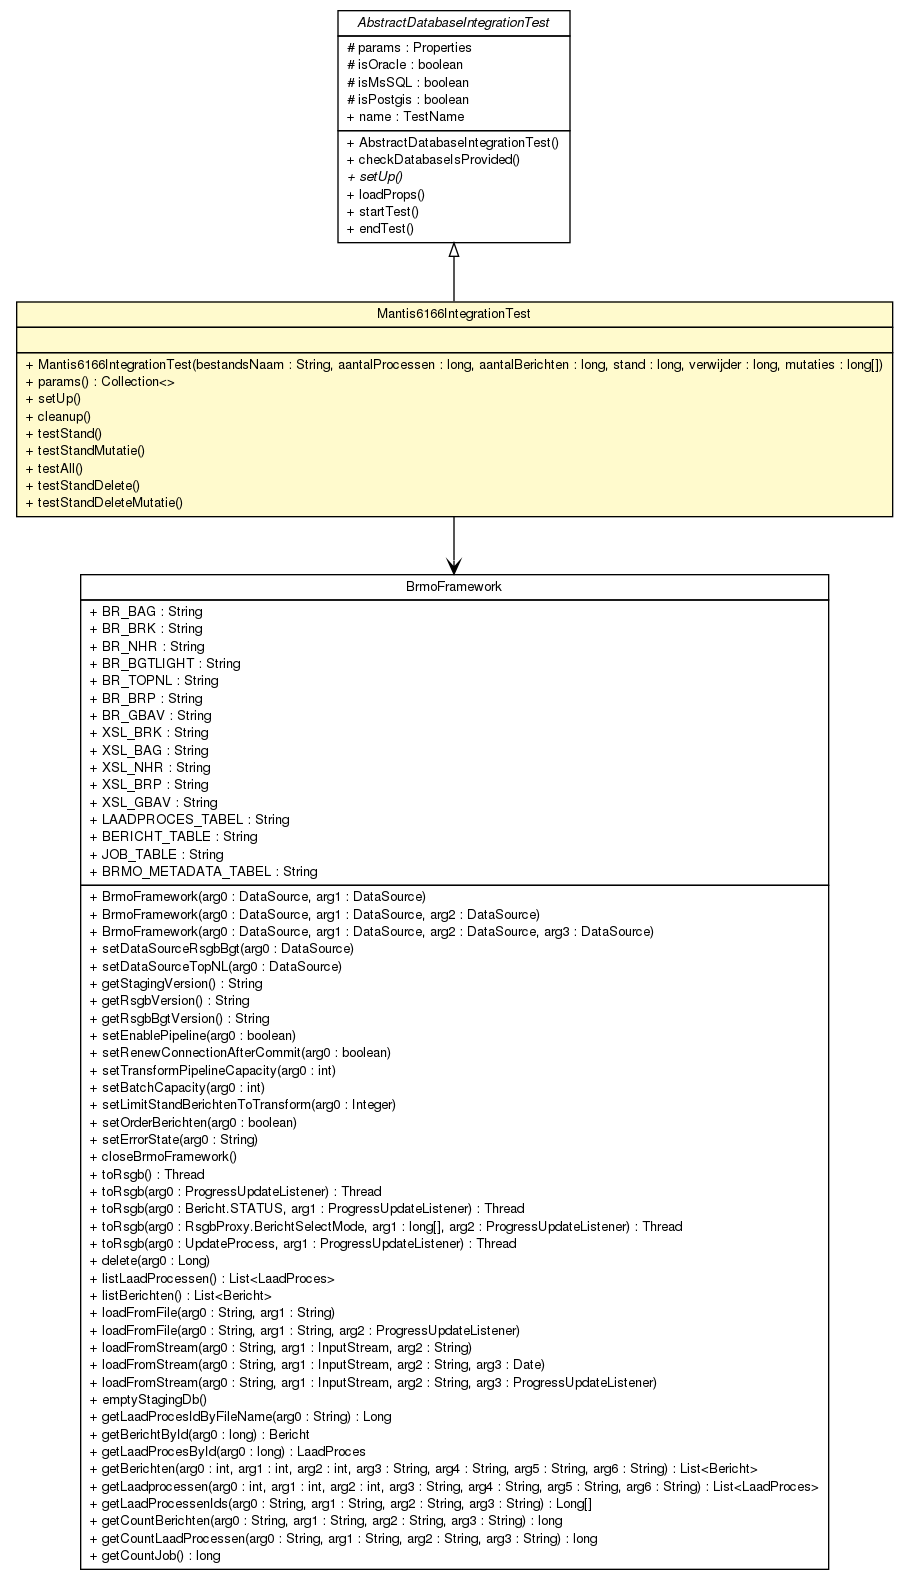 AbstractDatabaseIntegrationTest
# params : Properties
# isOracle : boolean
# isMsSQL : boolean
# isPostgis : boolean
+ name : TestName
+ AbstractDatabaseIntegrationTest()
+ checkDatabaseIsProvided()
+ setUp()
+ loadProps()
+ startTest()
+ endTest()
Mantis6166IntegrationTest
+ Mantis6166IntegrationTest(bestandsNaam : String, aantalProcessen : long, aantalBerichten : long, stand : long, verwijder : long, mutaties : long[])
+ params() : Collection<>
+ setUp()
+ cleanup()
+ testStand()
+ testStandMutatie()
+ testAll()
+ testStandDelete()
+ testStandDeleteMutatie()
BrmoFramework
+ BR_BAG : String
+ BR_BRK : String
+ BR_NHR : String
+ BR_BGTLIGHT : String
+ BR_TOPNL : String
+ BR_BRP : String
+ BR_GBAV : String
+ XSL_BRK : String
+ XSL_BAG : String
+ XSL_NHR : String
+ XSL_BRP : String
+ XSL_GBAV : String
+ LAADPROCES_TABEL : String
+ BERICHT_TABLE : String
+ JOB_TABLE : String
+ BRMO_METADATA_TABEL : String
+ BrmoFramework(arg0 : DataSource, arg1 : DataSource)
+ BrmoFramework(arg0 : DataSource, arg1 : DataSource, arg2 : DataSource)
+ BrmoFramework(arg0 : DataSource, arg1 : DataSource, arg2 : DataSource, arg3 : DataSource)
+ setDataSourceRsgbBgt(arg0 : DataSource)
+ setDataSourceTopNL(arg0 : DataSource)
+ getStagingVersion() : String
+ getRsgbVersion() : String
+ getRsgbBgtVersion() : String
+ setEnablePipeline(arg0 : boolean)
+ setRenewConnectionAfterCommit(arg0 : boolean)
+ setTransformPipelineCapacity(arg0 : int)
+ setBatchCapacity(arg0 : int)
+ setLimitStandBerichtenToTransform(arg0 : Integer)
+ setOrderBerichten(arg0 : boolean)
+ setErrorState(arg0 : String)
+ closeBrmoFramework()
+ toRsgb() : Thread
+ toRsgb(arg0 : ProgressUpdateListener) : Thread
+ toRsgb(arg0 : Bericht.STATUS, arg1 : ProgressUpdateListener) : Thread
+ toRsgb(arg0 : RsgbProxy.BerichtSelectMode, arg1 : long[], arg2 : ProgressUpdateListener) : Thread
+ toRsgb(arg0 : UpdateProcess, arg1 : ProgressUpdateListener) : Thread
+ delete(arg0 : Long)
+ listLaadProcessen() : List<LaadProces>
+ listBerichten() : List<Bericht>
+ loadFromFile(arg0 : String, arg1 : String)
+ loadFromFile(arg0 : String, arg1 : String, arg2 : ProgressUpdateListener)
+ loadFromStream(arg0 : String, arg1 : InputStream, arg2 : String)
+ loadFromStream(arg0 : String, arg1 : InputStream, arg2 : String, arg3 : Date)
+ loadFromStream(arg0 : String, arg1 : InputStream, arg2 : String, arg3 : ProgressUpdateListener)
+ emptyStagingDb()
+ getLaadProcesIdByFileName(arg0 : String) : Long
+ getBerichtById(arg0 : long) : Bericht
+ getLaadProcesById(arg0 : long) : LaadProces
+ getBerichten(arg0 : int, arg1 : int, arg2 : int, arg3 : String, arg4 : String, arg5 : String, arg6 : String) : List<Bericht>
+ getLaadprocessen(arg0 : int, arg1 : int, arg2 : int, arg3 : String, arg4 : String, arg5 : String, arg6 : String) : List<LaadProces>
+ getLaadProcessenIds(arg0 : String, arg1 : String, arg2 : String, arg3 : String) : Long[]
+ getCountBerichten(arg0 : String, arg1 : String, arg2 : String, arg3 : String) : long
+ getCountLaadProcessen(arg0 : String, arg1 : String, arg2 : String, arg3 : String) : long
+ getCountJob() : long